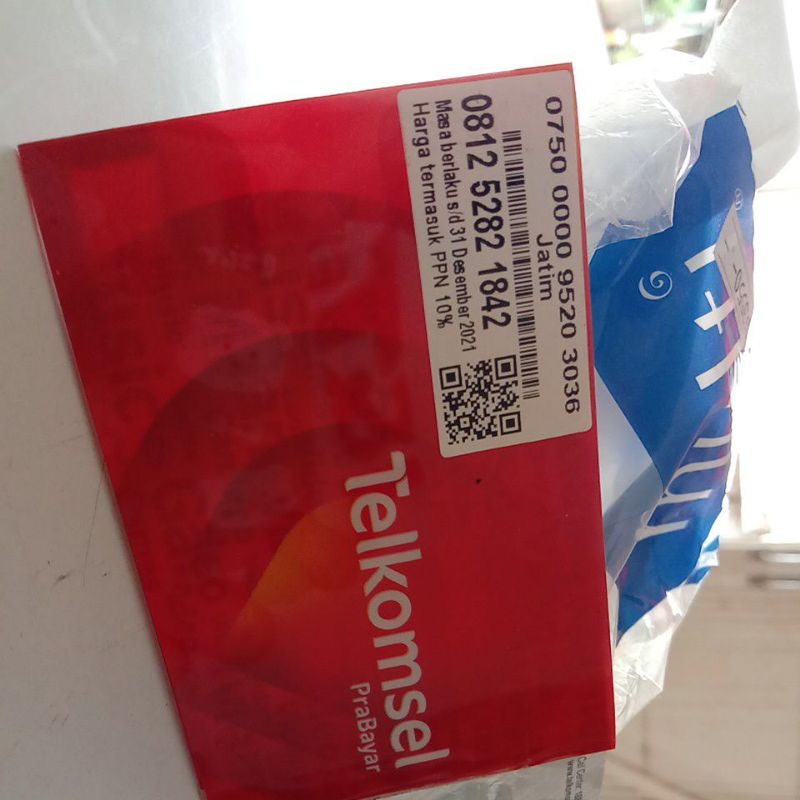 0750 0000 9520 3036
Jatim
0812 5282 1842
Masa berlaku s/d 31 Desember 2021
Harga termasuk PPN 10%
Telkomsel
PraBayar